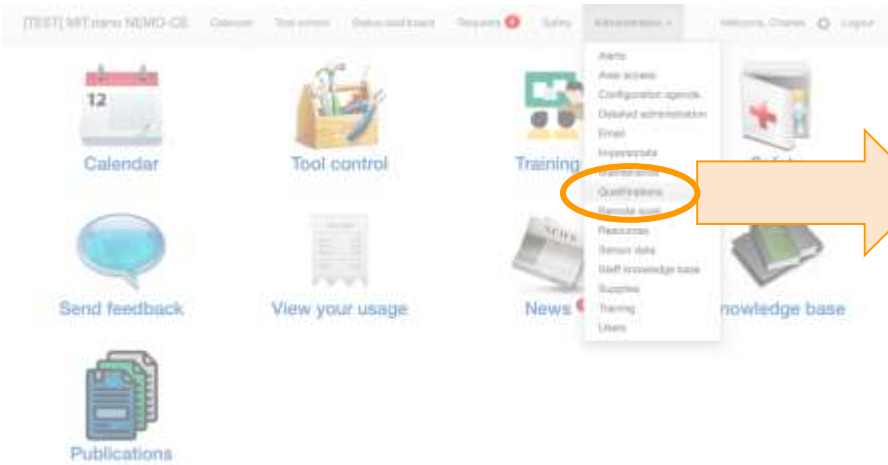 [TEST] MIT.nano NEMO-CE Calendar Tool control Status dashboard Requests Safety Administration Welcome, Charles Logout
Alerts
Area access
Configuration agenda
Detailed administration
Email
Impersonate
Maintenance
Qualifications
Remote work
Resources
Sensor data
Staff knowledge base
Supplies
Training
Users
12
Calendar
Tool control
Training
Send feedback
View your usage
NEWS
News
nowledge base
Publications